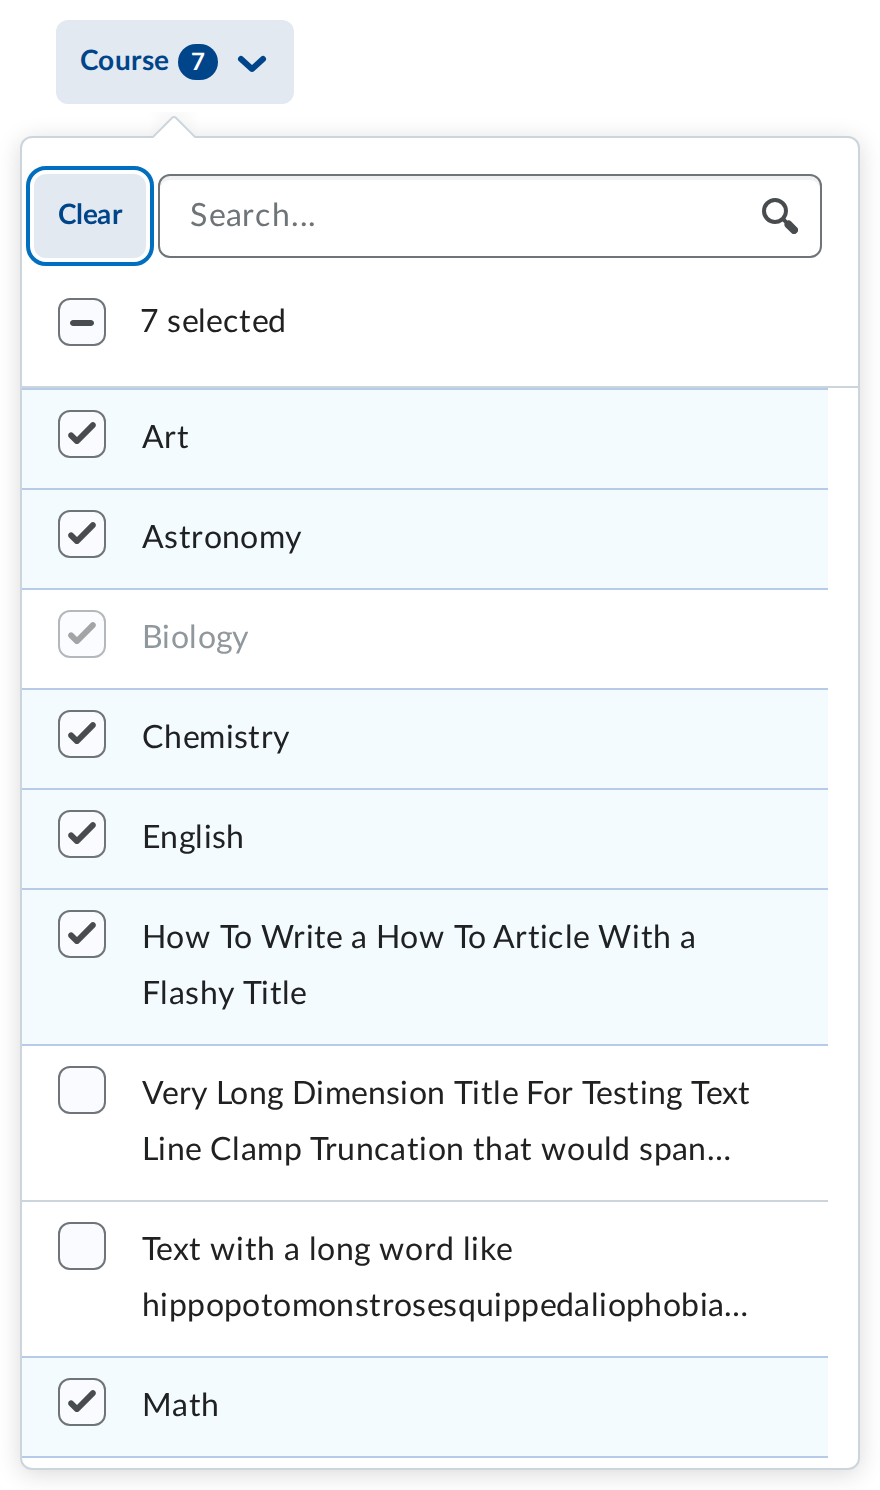 Course 7
Clear
Search...
7 selected
Art
Astronomy
Biology
Chemistry
English
How To Write a How To Article With a
Flashy Title
Very Long Dimension Title For Testing Text
Line Clamp Truncation that would span...
Text with a long word like
hippopotomonstrosesquippedaliophobia...
Math